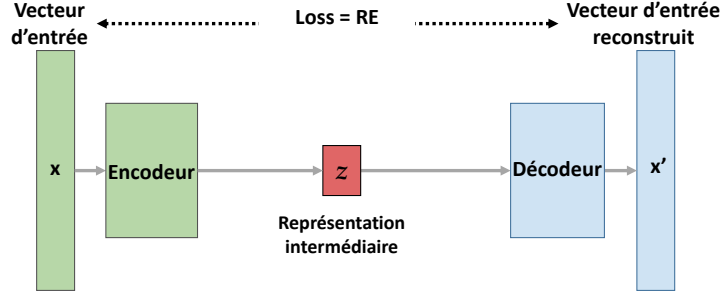 Vecteur
d'entrée
Loss = RE
Vecteur d'entrée
reconstruit
x
Encodeur
z
Décodeur
x'
Représentation
intermédiaire